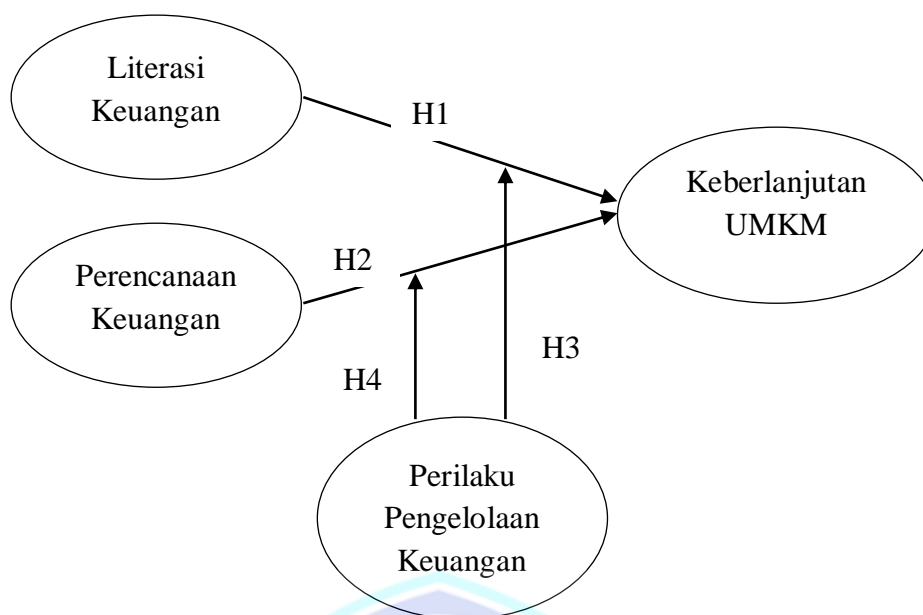 Literasi
Keuangan
H1
Keberlanjutan
UMKM
Perencanaan
Keuangan
H2
H3
H4
Perilaku
Pengelolaan
Keuangan